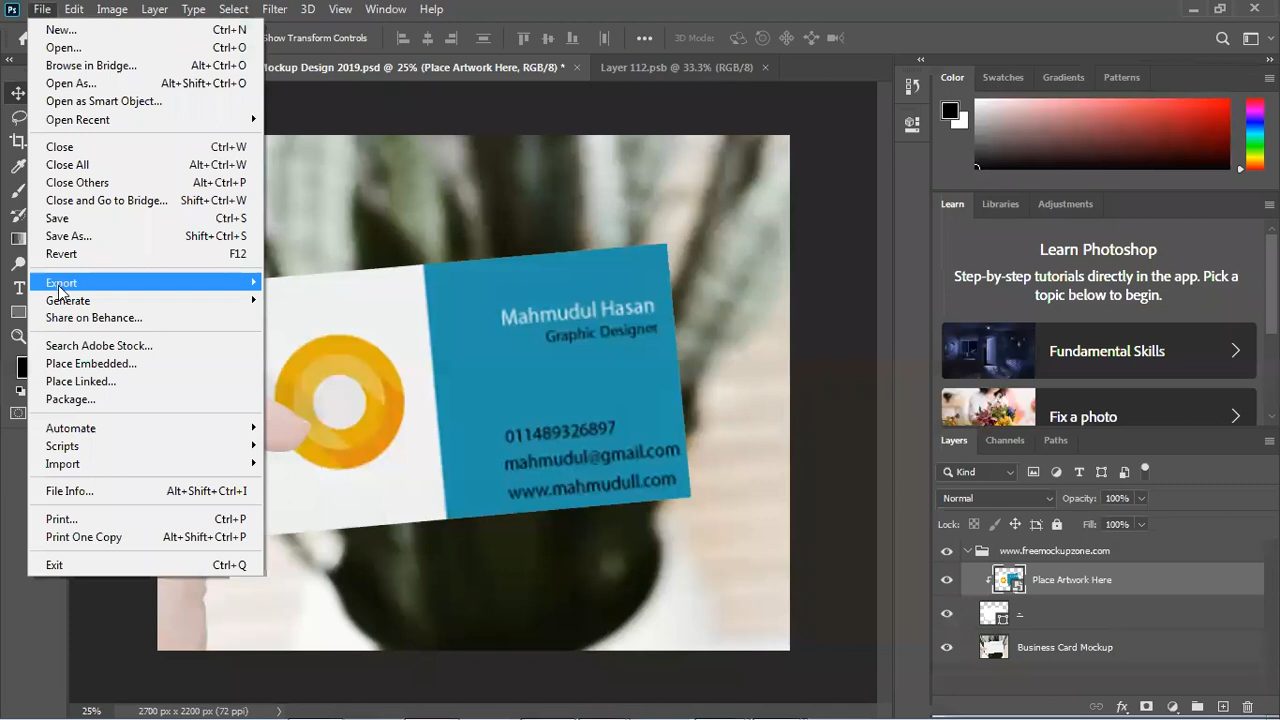 Ps File Edit Image Layer Type Select Filter 3D View Window Help
Show Transform Controls 3D Modes:
Mockup Design 2019.psd @ 25% (Place Artwork Here, RGB/8) * × Layer 112.psb @ 33.3% (RGB/8) ×
New... Ctrl+N
Open... Ctrl+O
Browse in Bridge... Alt+Ctrl+O
Open As... Alt+Shift+Ctrl+O
Open as Smart Object...
Open Recent
Close Ctrl+W
Close All Alt+Ctrl+W
Close Others Alt+Ctrl+P
Close and Go to Bridge... Shift+Ctrl+W
Save Ctrl+S
Save As... Shift+Ctrl+S
Revert F12
Export
Generate
Share on Behance...
Search Adobe Stock...
Place Embedded...
Place Linked...
Package...
Automate
Scripts
Import
File Info... Alt+Shift+Ctrl+I
Print... Ctrl+P
Print One Copy Alt+Shift+Ctrl+P
Exit Ctrl+Q
Mahmudul Hasan
Graphic Designer
011489326897
mahmudul@gmail.com
www.mahmudull.com
Color Swatches Gradients Patterns
Learn Libraries Adjustments
Learn Photoshop
Step-by-step tutorials directly in the app. Pick a
topic below to begin.
Fundamental Skills
Fix a photo
Layers Channels Paths
Kind
Normal Opacity: 100%
Lock: Fill: 100%
www.freemockupzone.com
Place Artwork Here
Business Card Mockup
25% 2700 px x 2200 px (72 ppi)